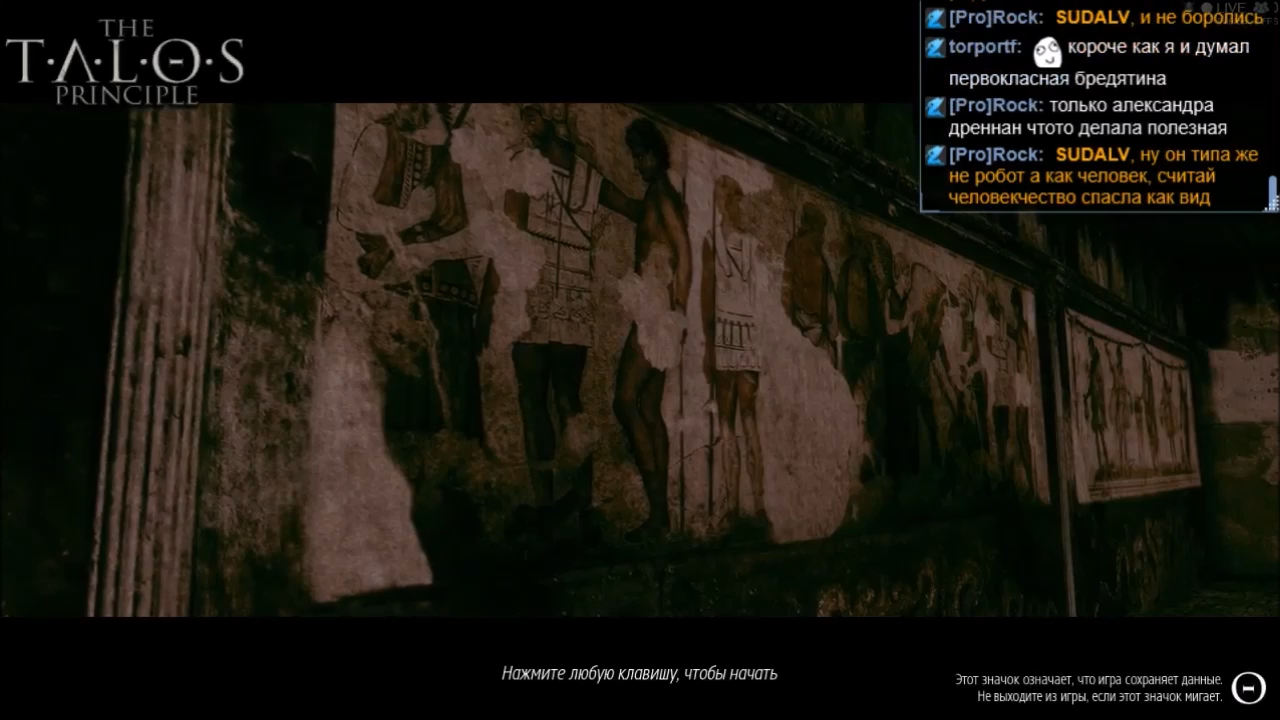 THE
T·A·L·O·S
PRINCIPLE
LIVE
[Pro]Rock: SUDALV, и не боролись
torportf: короче как я и думал
первокласная бредятина
[Pro]Rock: только александра
дреннан чтото делала полезная
[Pro]Rock: SUDALV, ну он типа же
не робот а как человек, считай
человекчество спасла как вид
Нажмите любую клавишу, чтобы начать
Этот значок означает, что игра сохраняет данные.
Не выходите из игры, если этот значок мигает.